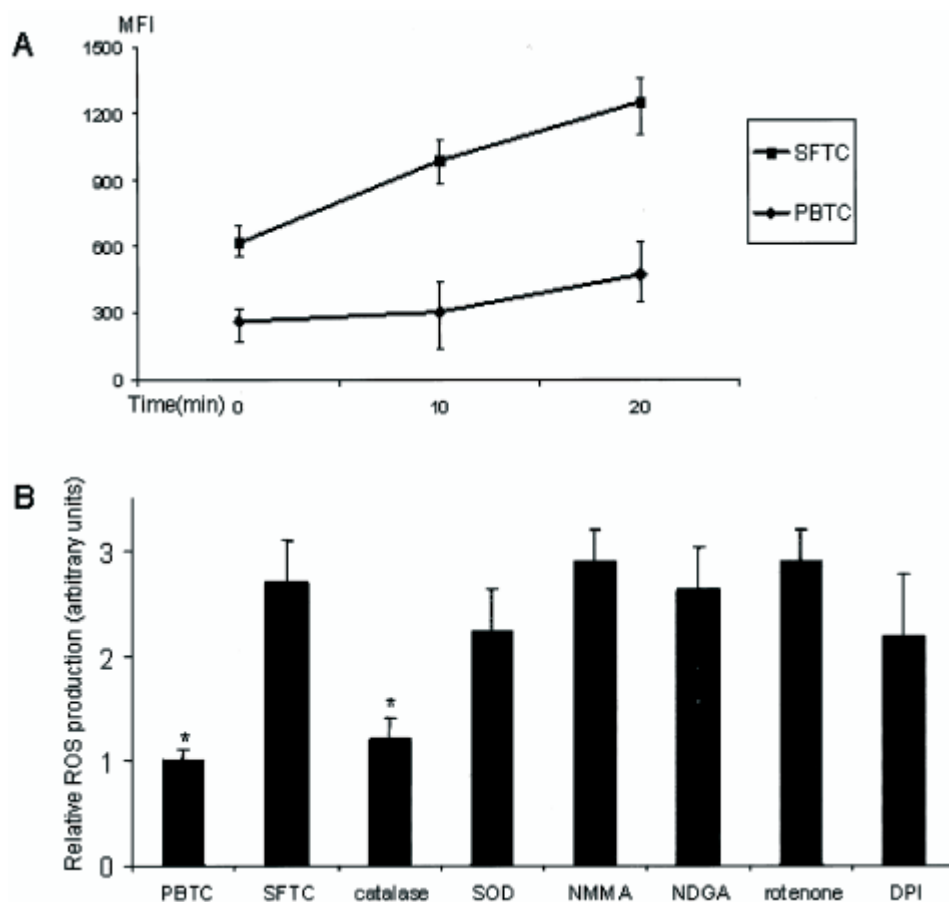 A
MFI
1500
1200
900
600
300
0
Time(min) 0 10 20
SFTC
PBTC
B
Relative ROS production (arbitrary units)
3
2
1
0
*
*
PBTC SFTC catalase SOD NMMA NDGA rotenone DPI